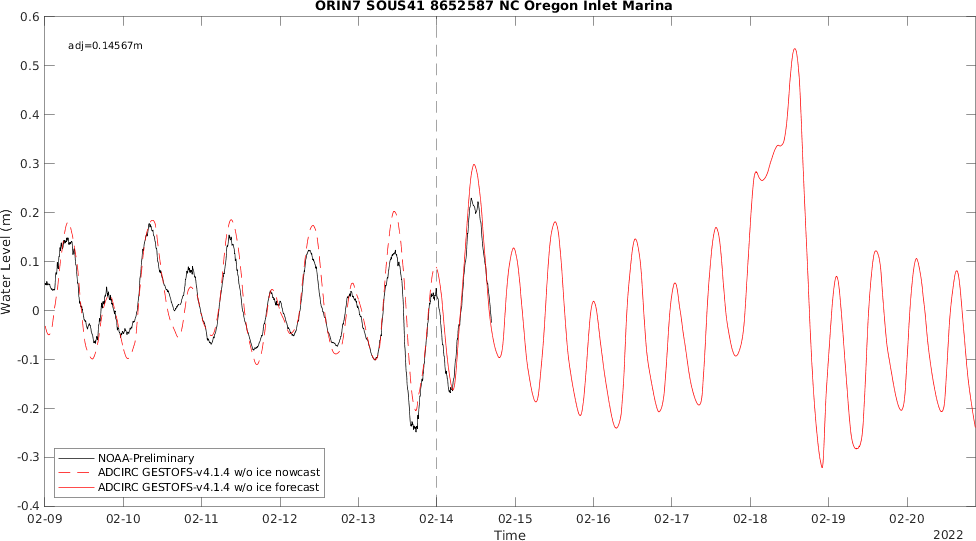 ORIN7 SOUS41 8652587 NC Oregon Inlet Marina
adj=0.14567m
Water Level (m)
0.6
0.5
0.4
0.3
0.2
0.1
0
-0.1
-0.2
-0.3
-0.4
NOAA-Preliminary
ADCIRC GESTOFS-v4.1.4 w/o ice nowcast
ADCIRC GESTOFS-v4.1.4 w/o ice forecast
02-09 02-10 02-11 02-12 02-13 02-14 02-15 02-16 02-17 02-18 02-19 02-20
Time
2022